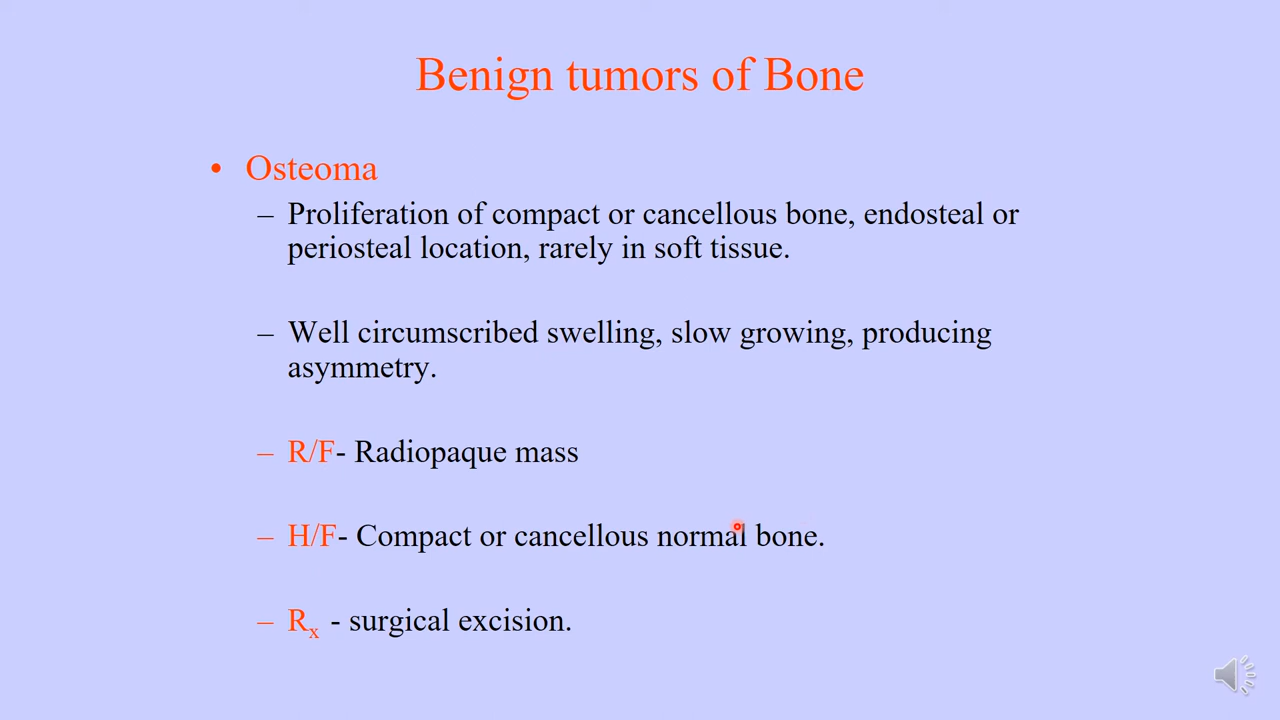 Benign tumors of Bone
• Osteoma
– Proliferation of compact or cancellous bone, endosteal or
periosteal location, rarely in soft tissue.
– Well circumscribed swelling, slow growing, producing
asymmetry.
– R/F- Radiopaque mass
– H/F- Compact or cancellous normal bone.
– Rx - surgical excision.